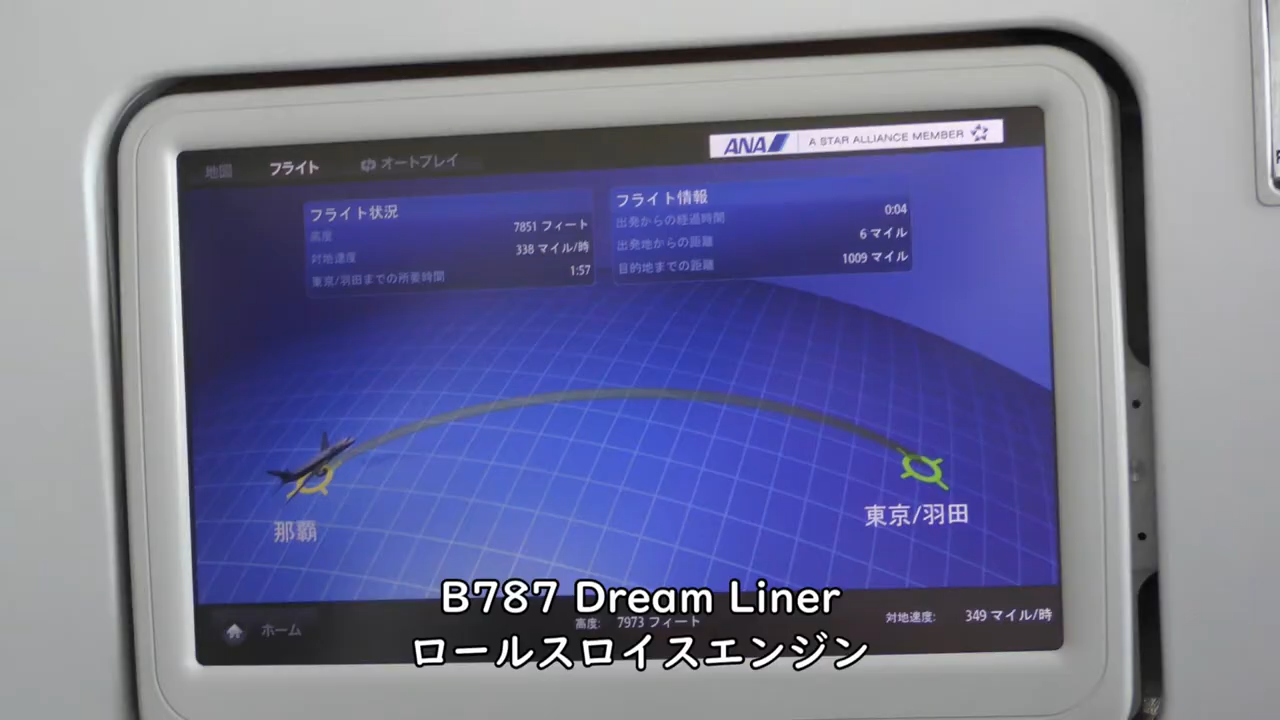 地図 フライト オートプレイ
ANA A STAR ALLIANCE MEMBER
フライト状況
高度 7851 フィート
対地速度 338 マイル/時
東京/羽田までの所要時間 1:57
フライト情報
出発からの経過時間 0:04
出発地からの距離 6 マイル
目的地までの距離 1009 マイル
那覇
東京/羽田
B787 Dream Liner
ホーム
高度: 7973 フィート
対地速度: 349 マイル/時
ロールスロイスエンジン